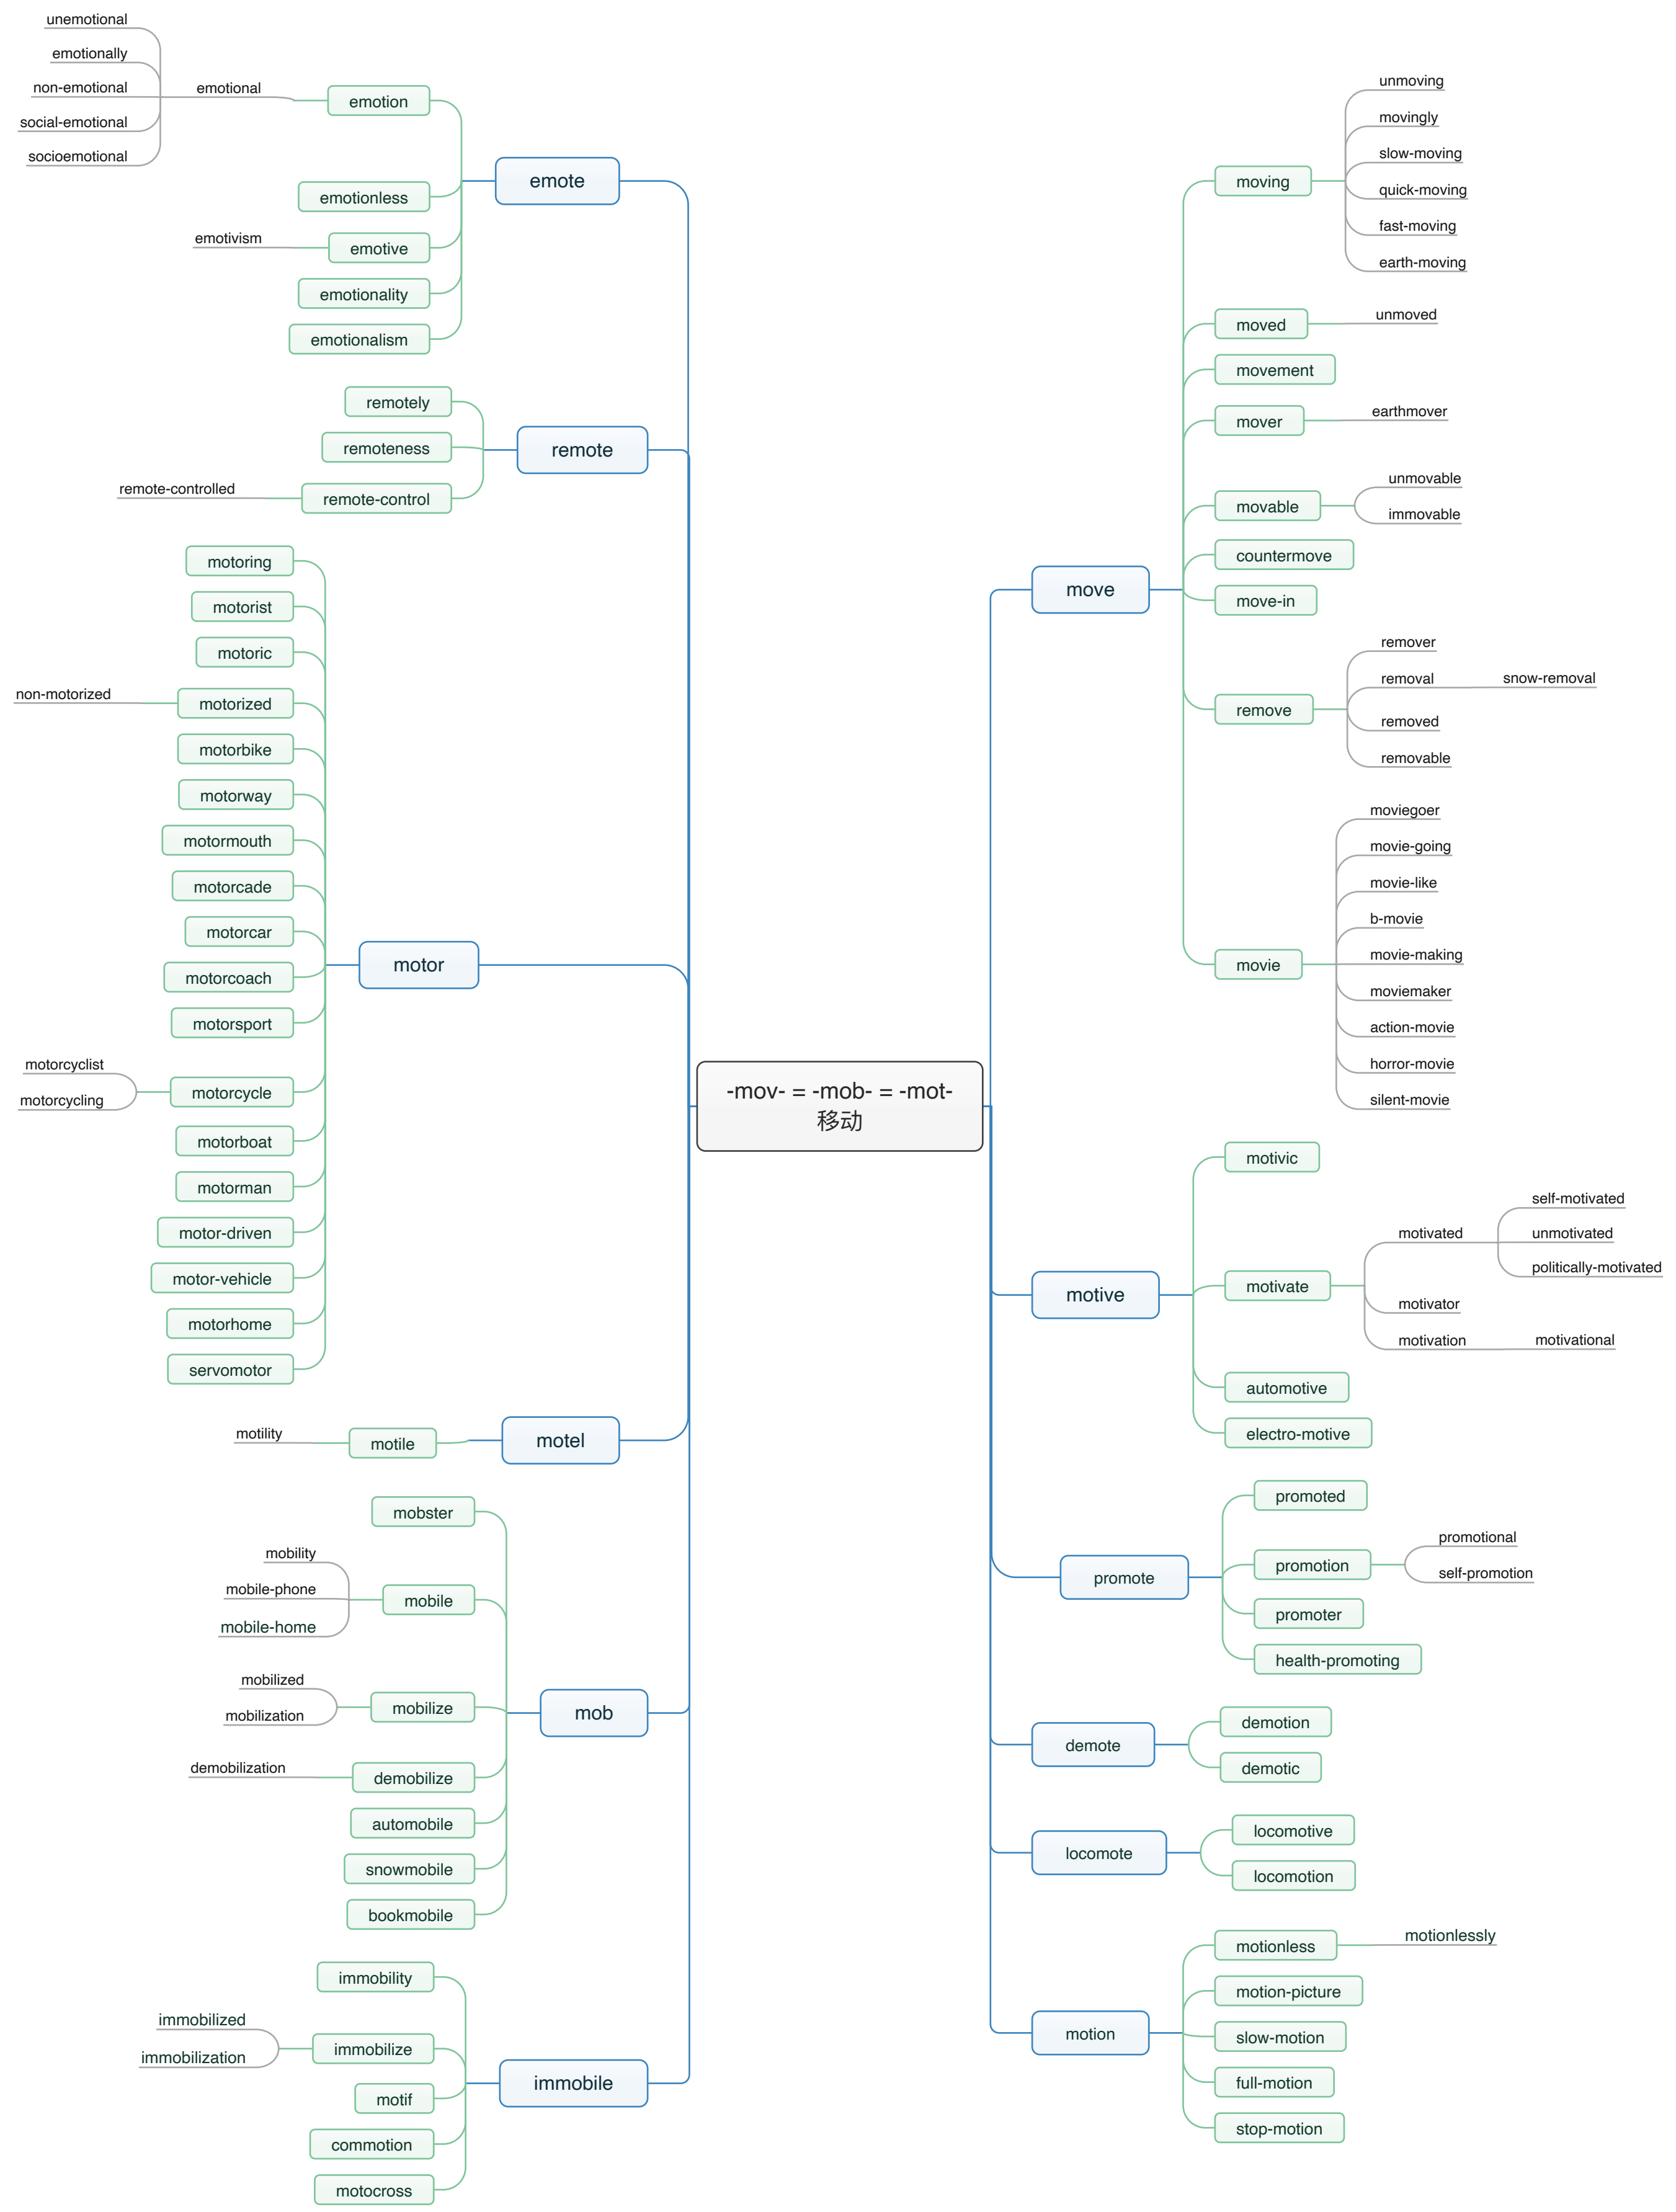 -mov- = -mob- = -mot-
移动
move
moving
unmoving
movingly
slow-moving
quick-moving
fast-moving
earth-moving
moved
unmoved
movement
mover
earthmover
movable
unmovable
immovable
countermove
move-in
remove
remover
removal
snow-removal
removed
removable
movie
moviegoer
movie-going
movie-like
b-movie
movie-making
moviemaker
action-movie
horror-movie
silent-movie
motive
motivic
motivate
motivated
self-motivated
unmotivated
politically-motivated
motivator
motivation
motivational
automotive
electro-motive
promote
promoted
promotion
promotional
self-promotion
promoter
health-promoting
demote
demotion
demotic
locomote
locomotive
locomotion
motion
motionless
motionlessly
motion-picture
slow-motion
full-motion
stop-motion
emote
emotion
emotional
unemotional
emotionally
non-emotional
social-emotional
socioemotional
emotionless
emotive
emotivism
emotionality
emotionalism
remote
remotely
remoteness
remote-control
remote-controlled
motor
motoring
motorist
motoric
motorized
non-motorized
motorbike
motorway
motormouth
motorcade
motorcar
motorcoach
motorsport
motorcycle
motorcyclist
motorcycling
motorboat
motorman
motor-driven
motor-vehicle
motorhome
servomotor
motel
motile
motility
mob
mobster
mobile
mobility
mobile-phone
mobile-home
mobilize
mobilized
mobilization
demobilize
demobilization
automobile
snowmobile
bookmobile
immobile
immobility
immobilize
immobilized
immobilization
motif
commotion
motocross